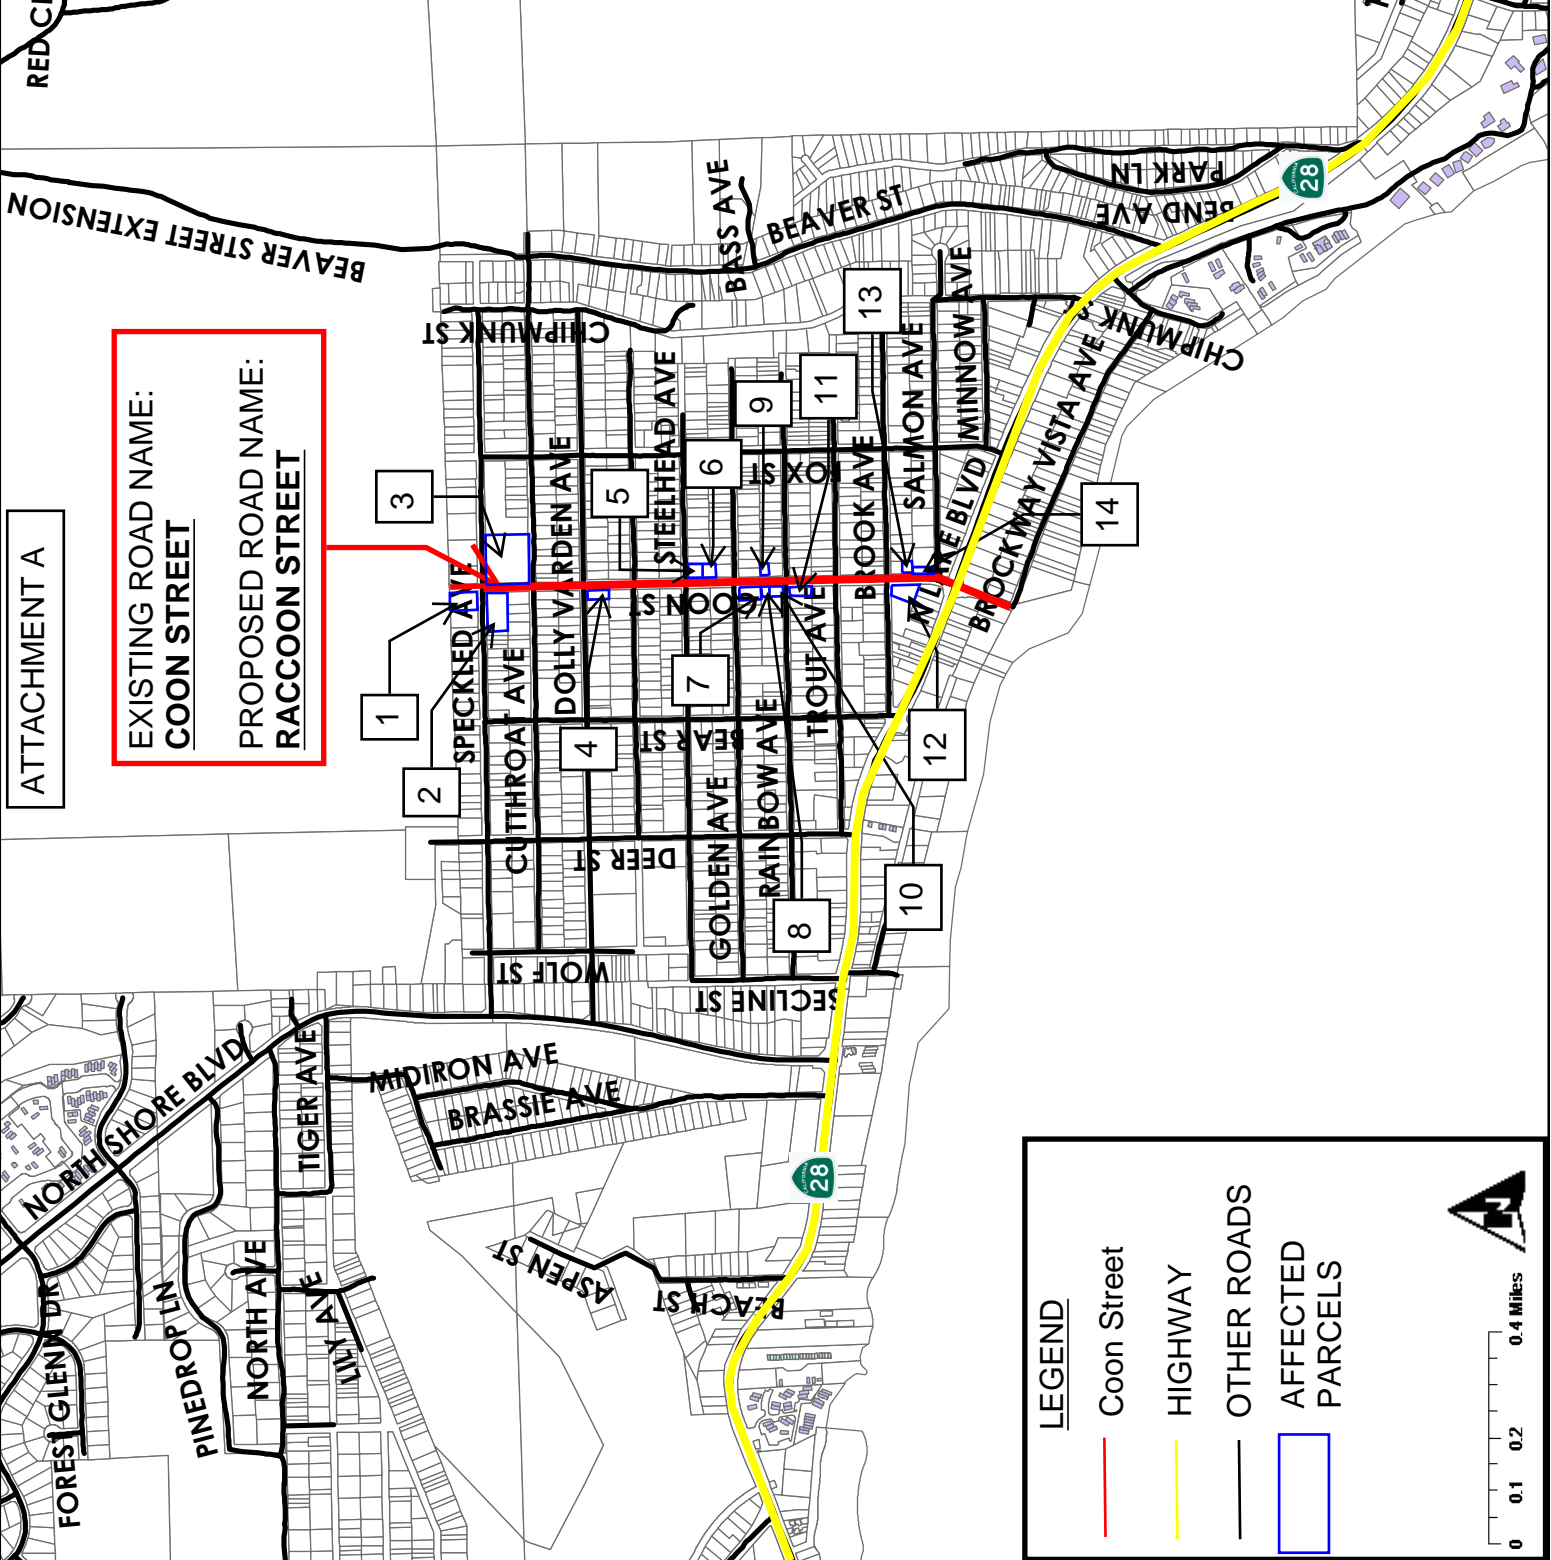 ATTACHMENT A
EXISTING ROAD NAME:
COON STREET
PROPOSED ROAD NAME:
RACCOON STREET
BEAVER STREET EXTENSION
CHIPMUNK ST
BASS AVE
BEAVER ST
PARK LN
BEND AVE
CALIFORNIA
28
1
2
3
4
5
6
7
8
9
10
11
12
13
14
SPECKLED AVE
CUTTHROAT AVE
DOLLY VARDEN AVE
STEELHEAD AVE
GOLDEN AVE
RAINBOW AVE
TROUT AVE
BROOK AVE
SALMON AVE
MINNOW AVE
BROCKWAY VISTA AVE
CHIPMUNK S
FOX ST
COON ST
BEAR ST
DEER ST
WOLF ST
SECLINE ST
NORTH SHORE BLVD
TIGER AVE
MIDIRON AVE
BRASSIE AVE
FOREST GLENN DR
PINEDROP LN
NORTH AVE
LILY AVE
ASPEN ST
BEACH ST
CALIFORNIA
28
LEGEND
Coon Street
HIGHWAY
OTHER ROADS
AFFECTED
PARCELS
0 0.1 0.2 0.4 Miles
N